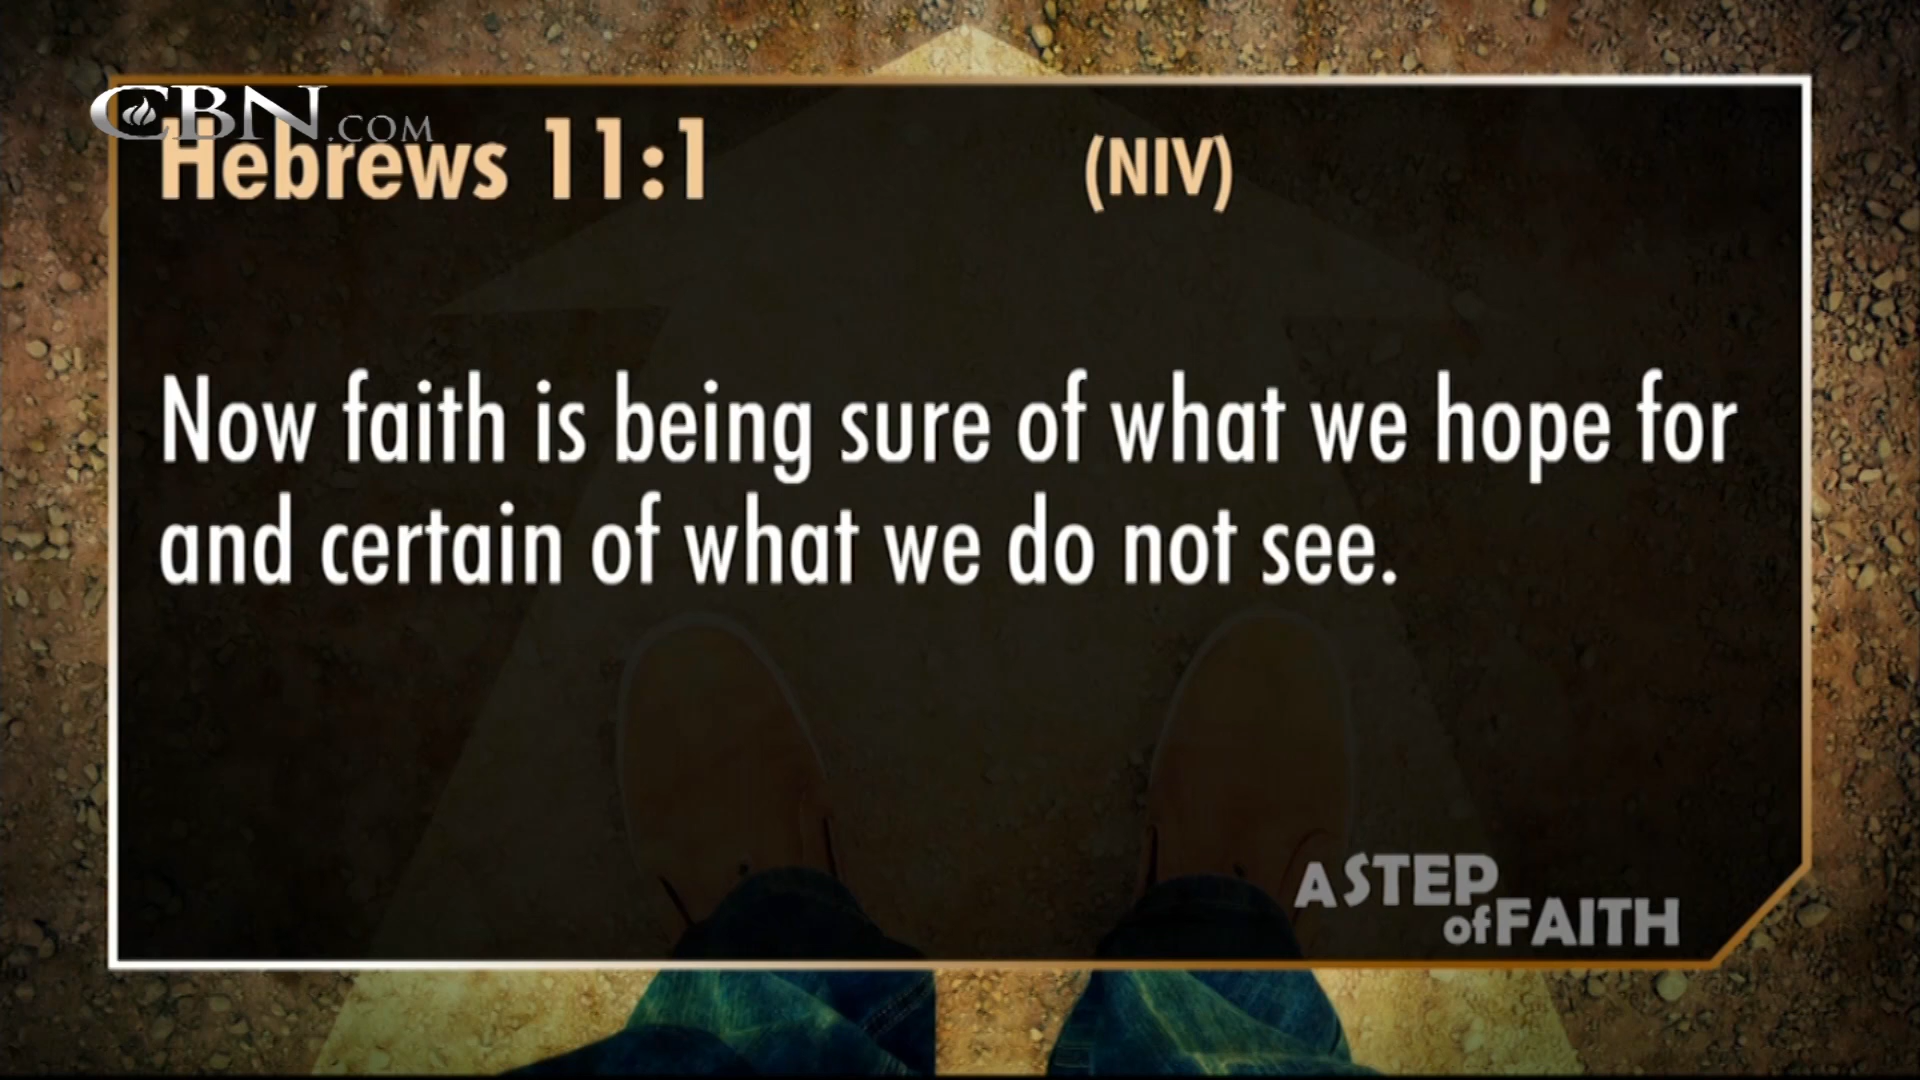 CBN.COM
Hebrews 11:1 (NIV)
Now faith is being sure of what we hope for
and certain of what we do not see.
A STEP
of FAITH